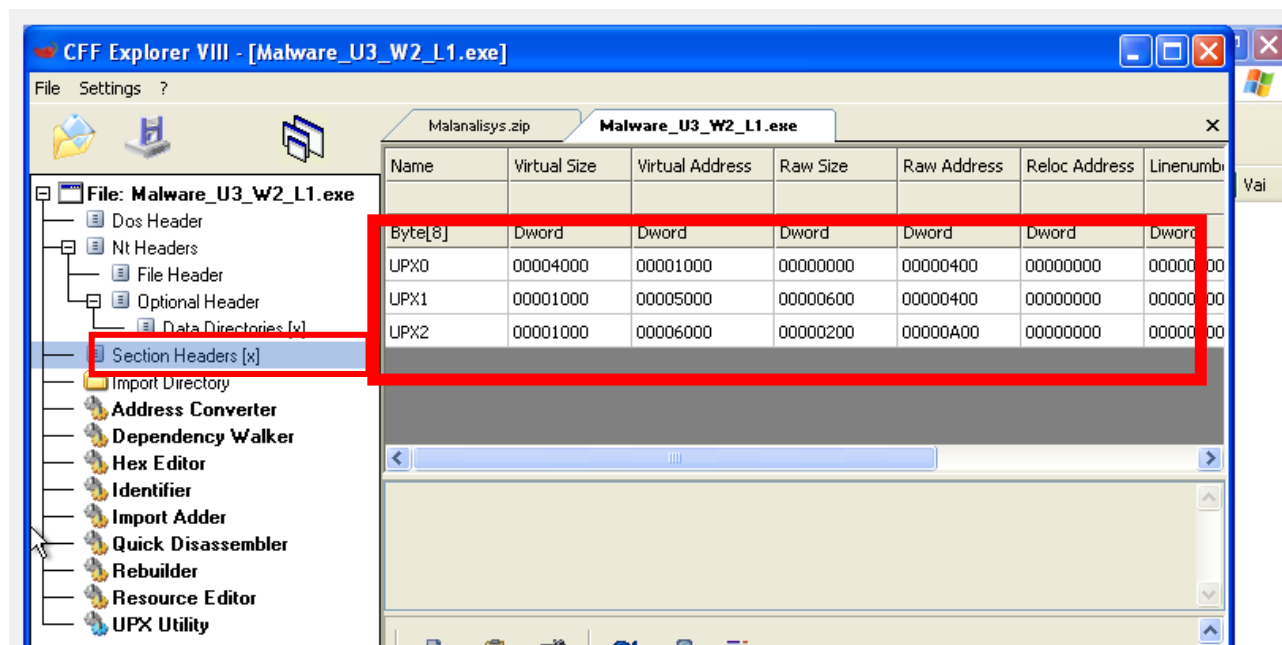 CFF Explorer VIII - [Malware_U3_W2_L1.exe]
File Settings ?
Malanalisys.zip Malware_U3_W2_L1.exe
Name Virtual Size Virtual Address Raw Size Raw Address Reloc Address Linenumb
Byte[8] Dword Dword Dword Dword Dword Dword
UPX0 00004000 00001000 00000000 00000400 00000000
UPX1 00001000 00005000 00000600 00000400 00000000
UPX2 00001000 00006000 00000200 00000A00 00000000
Vai
File: Malware_U3_W2_L1.exe
Dos Header
Nt Headers
File Header
Optional Header
Data Directories [x]
Section Headers [x]
Import Directory
Address Converter
Dependency Walker
Hex Editor
Identifier
Import Adder
Quick Disassembler
Rebuilder
Resource Editor
UPX Utility